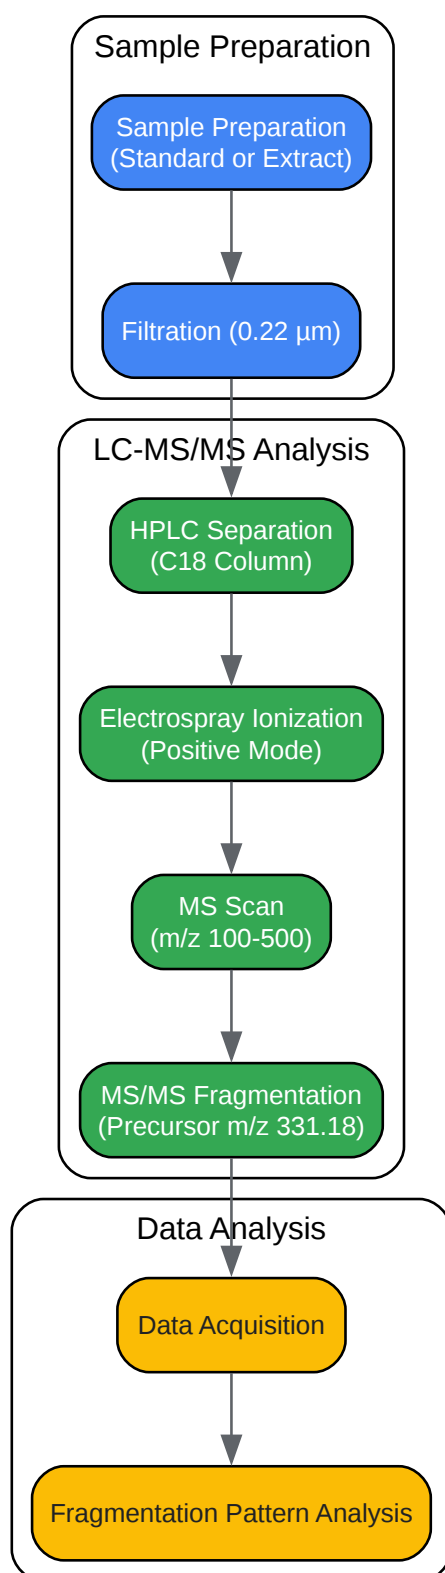 Sample Preparation
Sample Preparation
(Standard or Extract)
Filtration (0.22 µm)
LC-MS/MS Analysis
HPLC Separation
(C18 Column)
Electrospray Ionization
(Positive Mode)
MS Scan
(m/z 100-500)
MS/MS Fragmentation
(Precursor m/z 331.18)
Data Analysis
Data Acquisition
Fragmentation Pattern Analysis